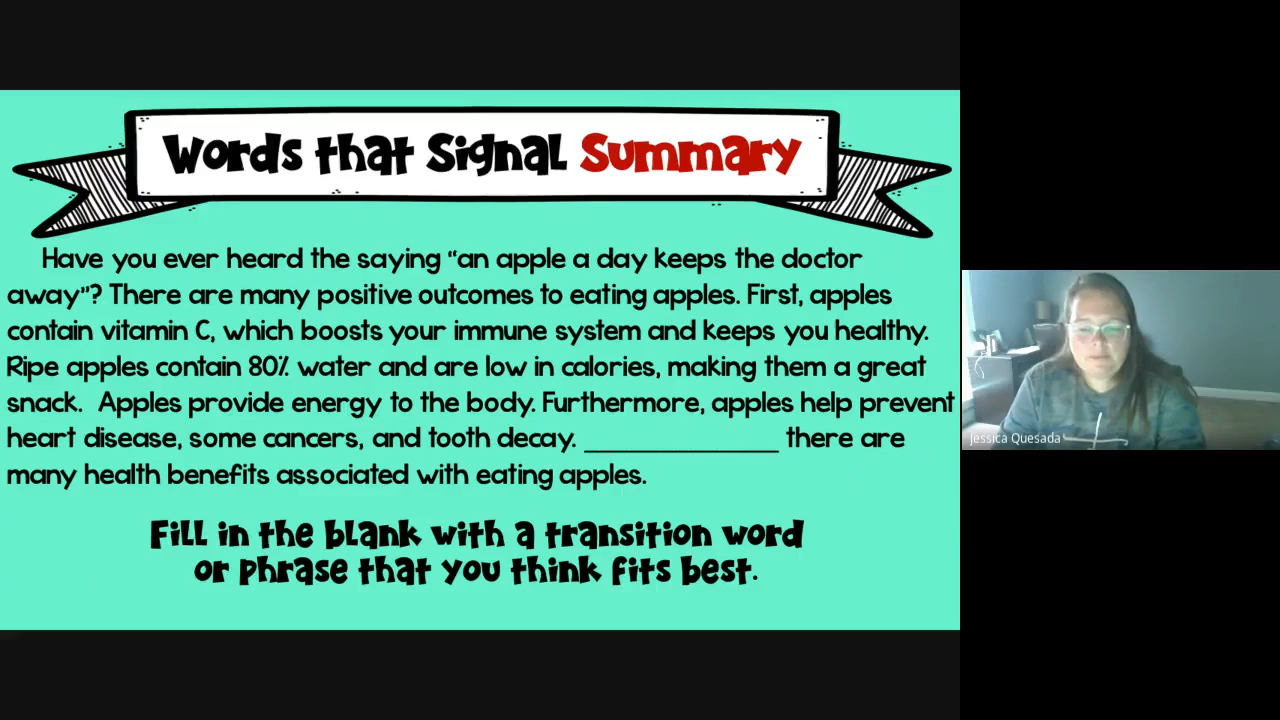 Words that Signal Summary
Have you ever heard the saying “an apple a day keeps the doctor
away”? There are many positive outcomes to eating apples. First, apples
contain vitamin C, which boosts your immune system and keeps you healthy.
Ripe apples contain 80% water and are low in calories, making them a great
snack.  Apples provide energy to the body. Furthermore, apples help prevent
heart disease, some cancers, and tooth decay. _______________ there are
many health benefits associated with eating apples.
Fill in the blank with a transition word
or phrase that you think fits best.
Jessica Quesada